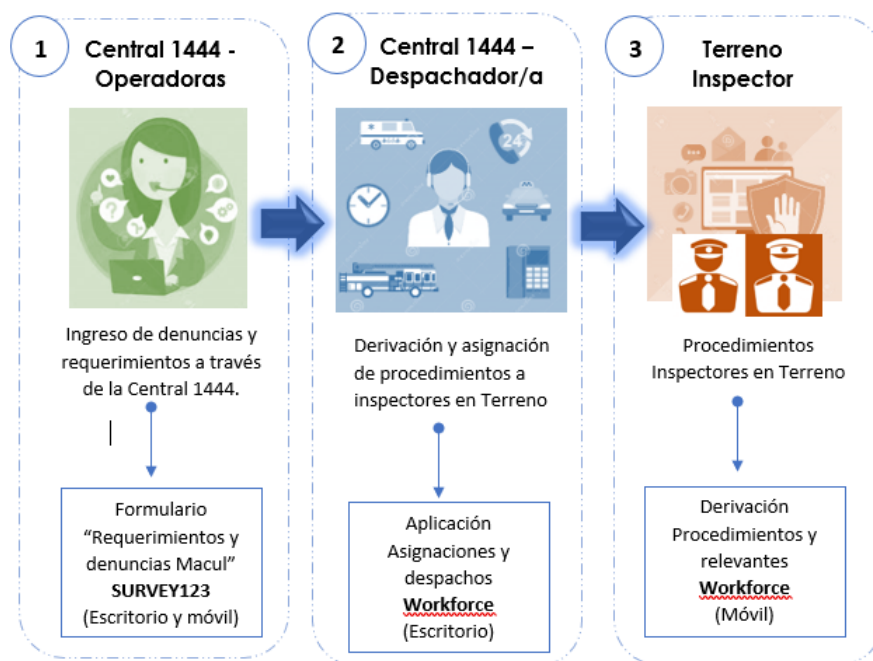 1
Central 1444 -
Operadoras
Ingreso de denuncias y
requerimientos a través
de la Central 1444.
Formulario
“Requerimientos y
denuncias Macul”
SURVEY123
(Escritorio y móvil)
2
Central 1444 –
Despachador/a
24
Derivación y asignación
de procedimientos a
inspectores en Terreno
Aplicación
Asignaciones y
despachos
Workforce
(Escritorio)
3
Terreno
Inspector
Procedimientos
Inspectores en Terreno
Derivación
Procedimientos y
relevantes
Workforce
(Móvil)